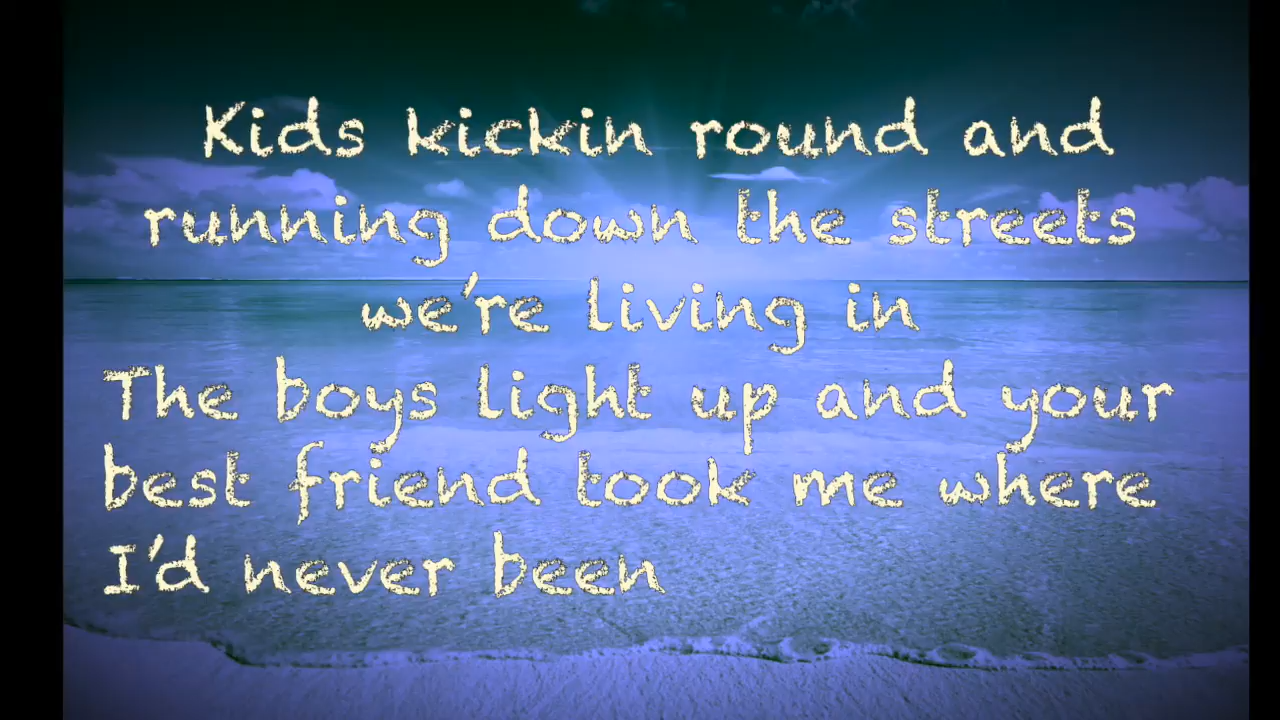 Kids kickin round and
running down the streets
we're living in
The boys light up and your
best friend took me where
I'd never been